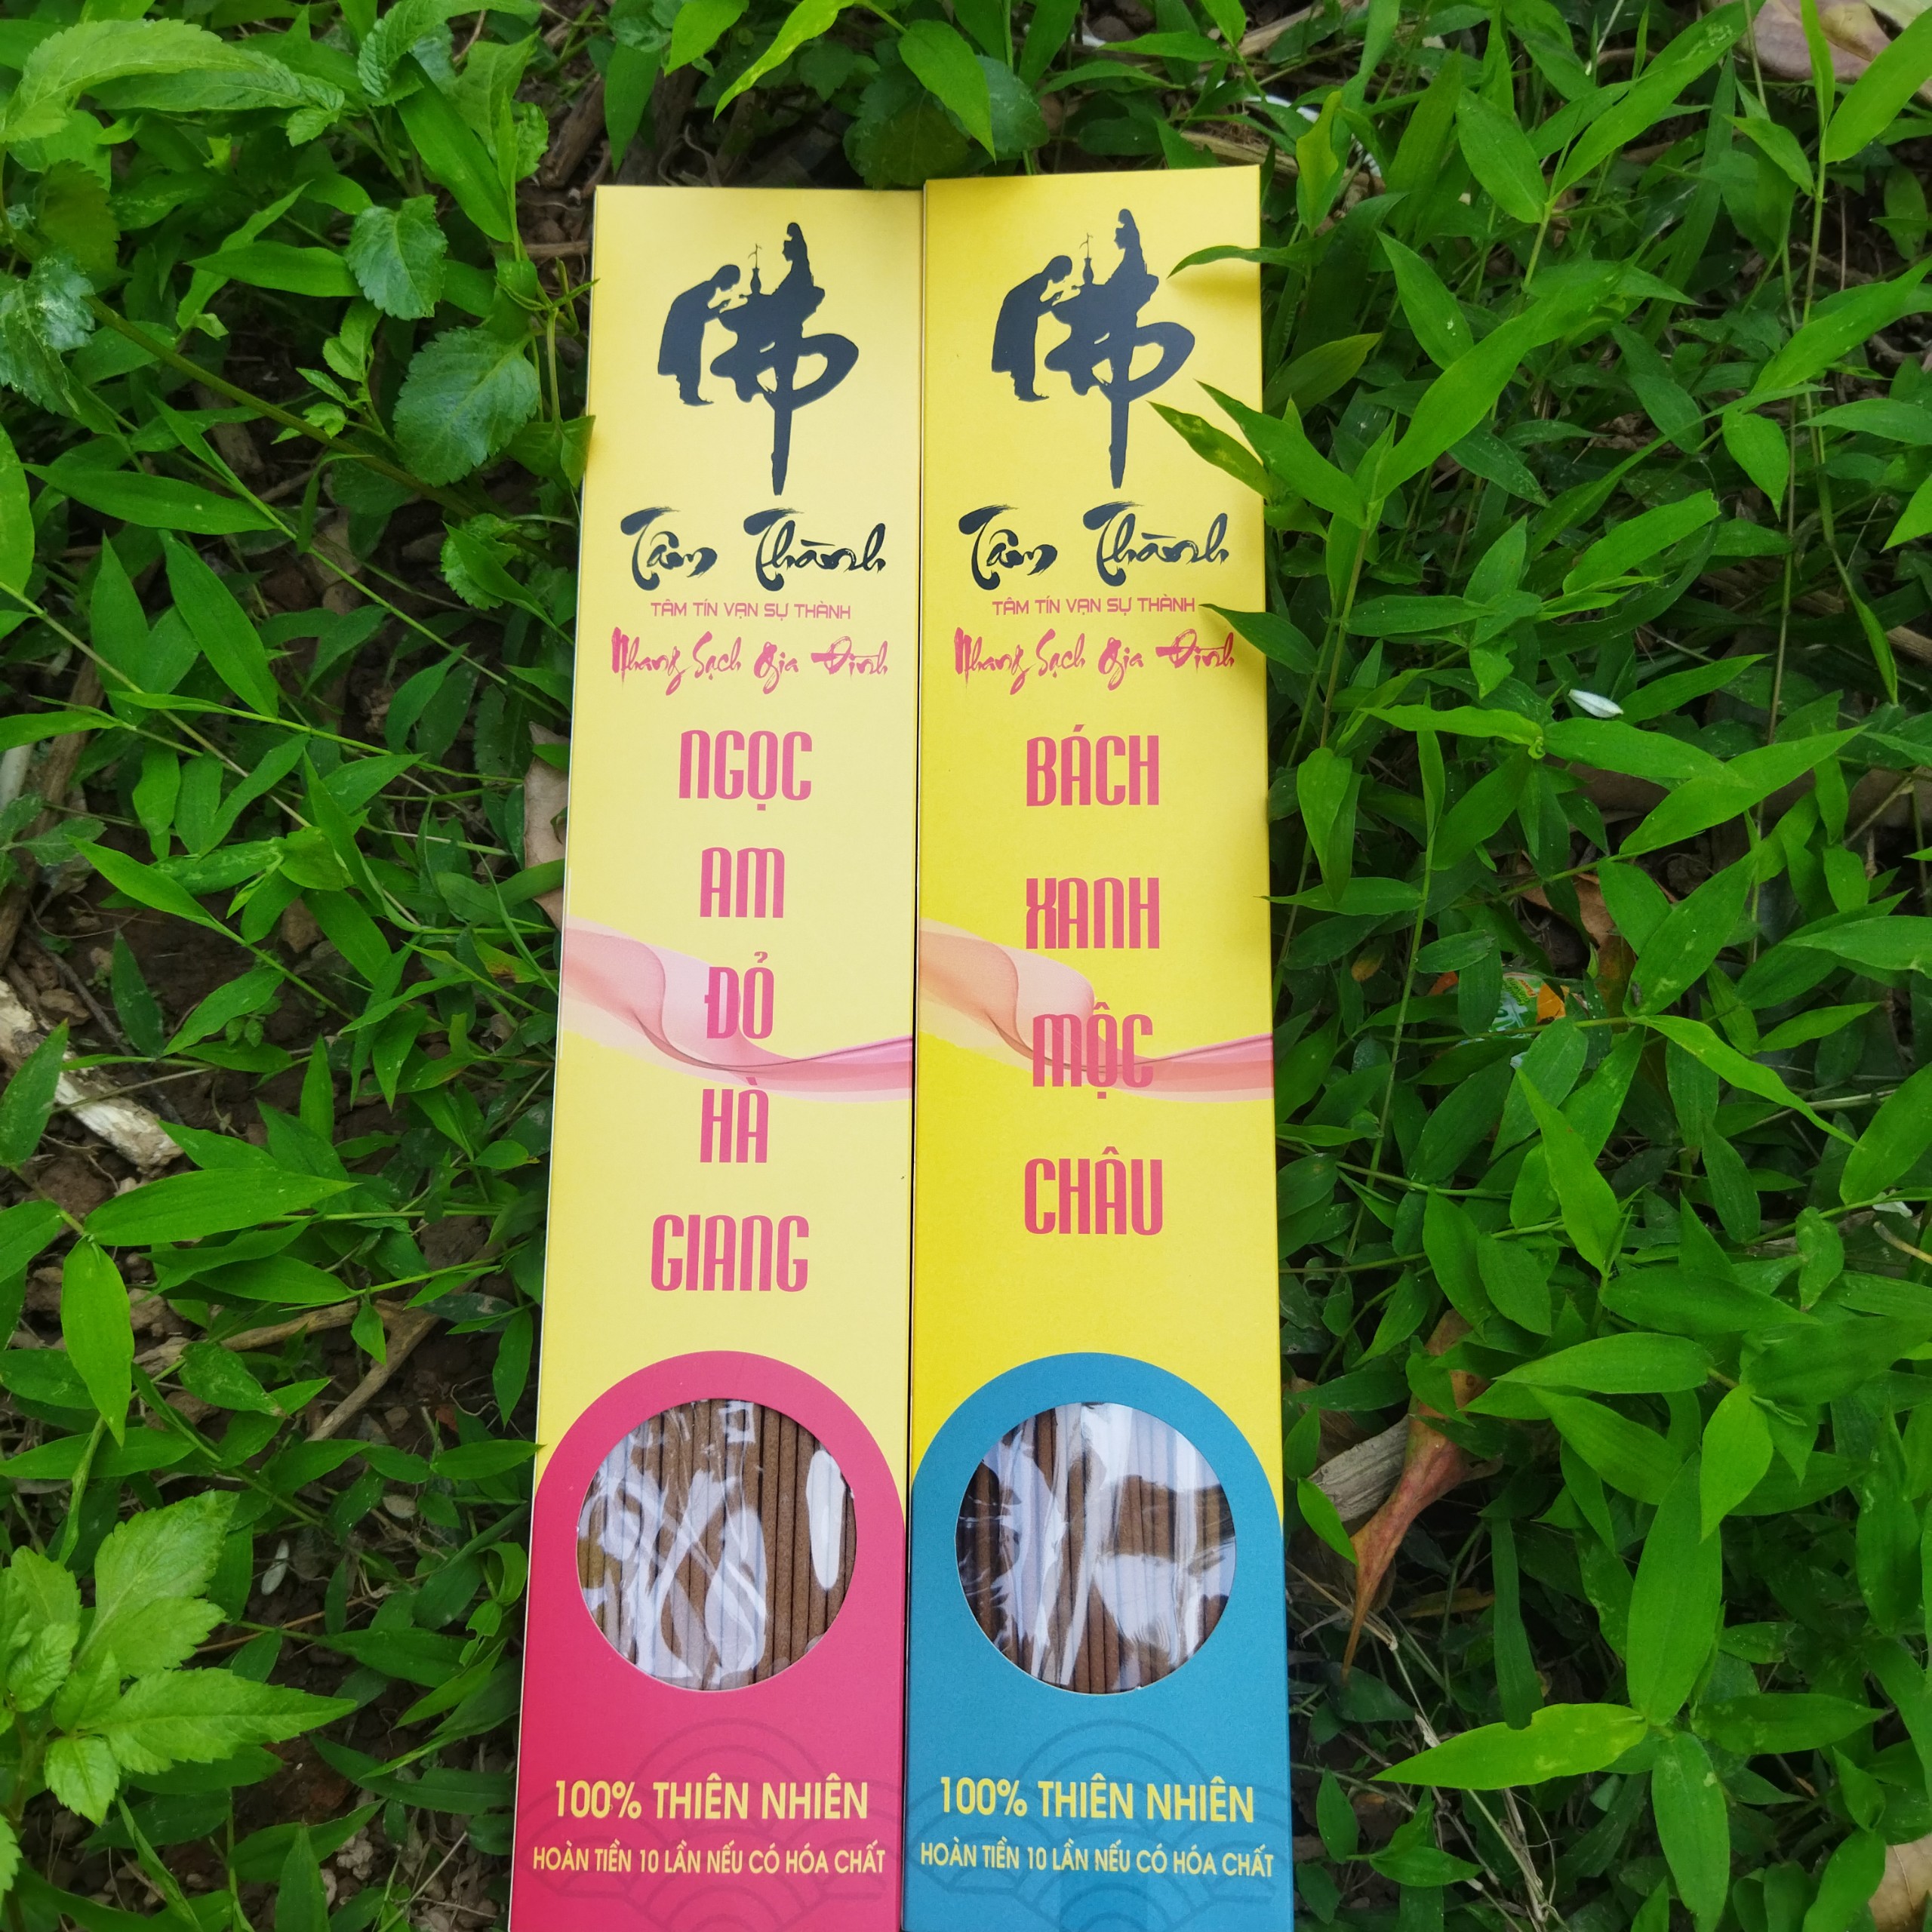 佛
Tâm Thành
TÂM TÍN VẠN SỰ THÀNH
Nhang Sạch Gia Đình
NGỌC
AM
ĐỎ
HÀ
GIANG
100% THIÊN NHIÊN
HOÀN TIỀN 10 LẦN NẾU CÓ HÓA CHẤT
佛
Tâm Thành
TÂM TÍN VẠN SỰ THÀNH
Nhang Sạch Gia Đình
BÁCH
XANH
MỘC
CHÂU
100% THIÊN NHIÊN
HOÀN TIỀN 10 LẦN NẾU CÓ HÓA CHẤT